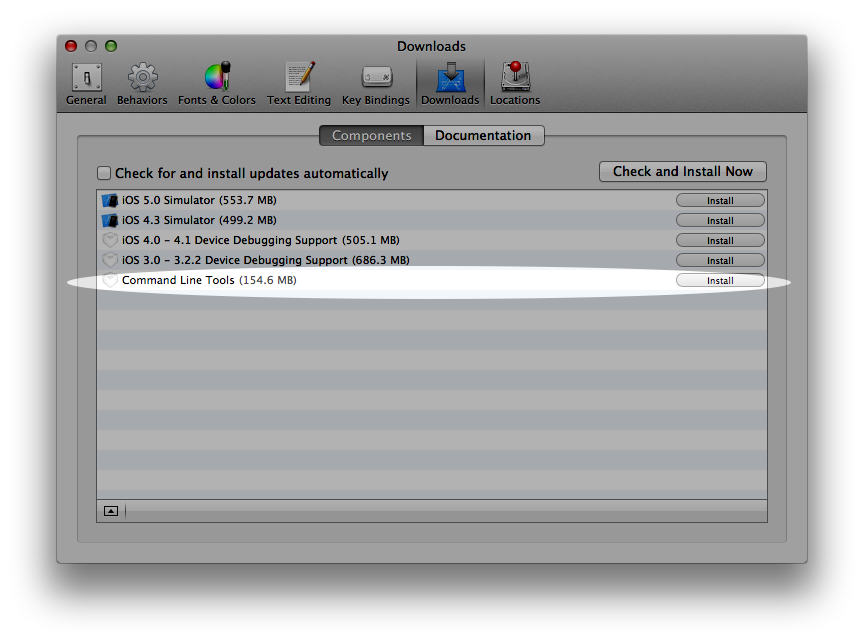 Downloads
General Behaviors Fonts & Colors Text Editing Key Bindings Downloads Locations
Components Documentation
Check for and install updates automatically Check and Install Now
iOS 5.0 Simulator (553.7 MB) Install
iOS 4.3 Simulator (499.2 MB) Install
iOS 4.0 – 4.1 Device Debugging Support (505.1 MB) Install
iOS 3.0 – 3.2.2 Device Debugging Support (686.3 MB) Install
Command Line Tools (154.6 MB) Install